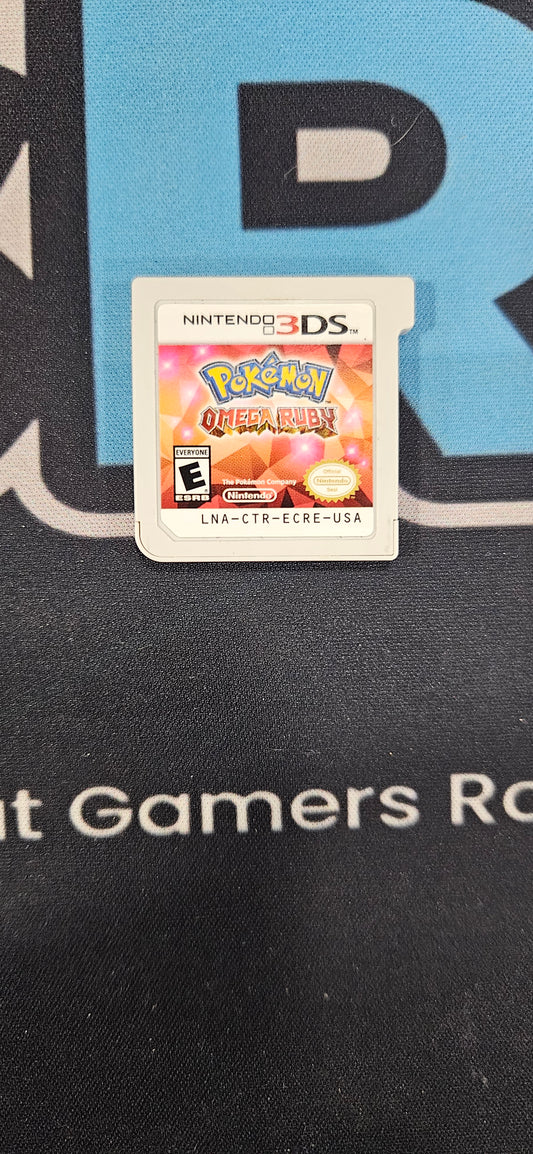 R
NINTENDO 3DS™
POKéMON
OMEGA RUBY
EVERYONE
E
ESRB
The Pokémon Company
Nintendo
Official
Nintendo
Seal
LNA-CTR-ECRE-USA
at Gamers Ro